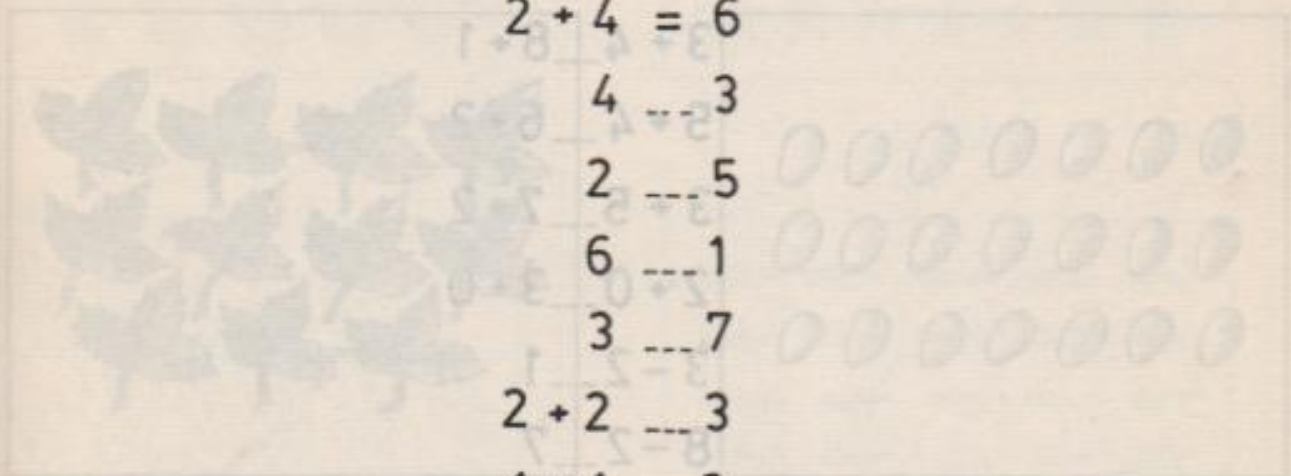 2 + 4 = 6
4 --- 3
2 --- 5
6 --- 1
3 --- 7
2 + 2 --- 3